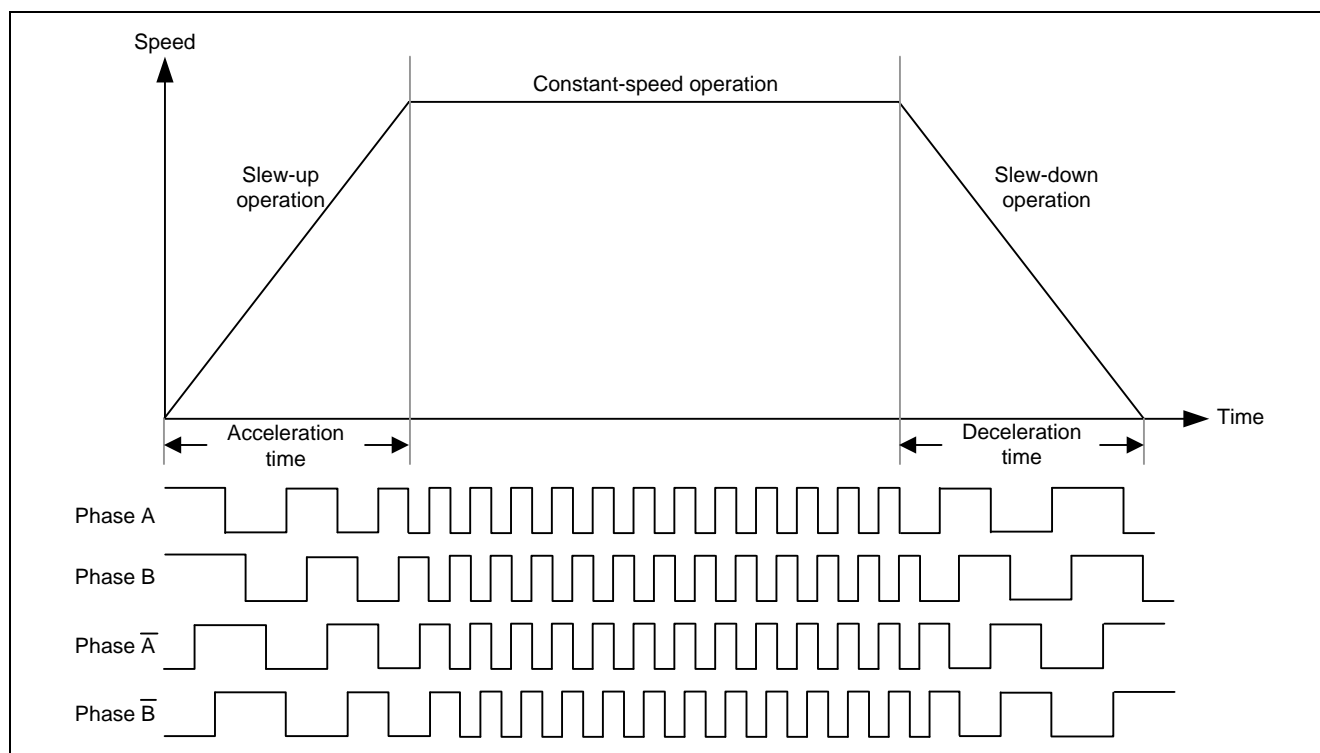 Speed
Constant-speed operation
Slew-up
operation
Slew-down
operation
Time
Acceleration
time
Deceleration
time
Phase A
Phase B
Phase A̅
Phase B̅